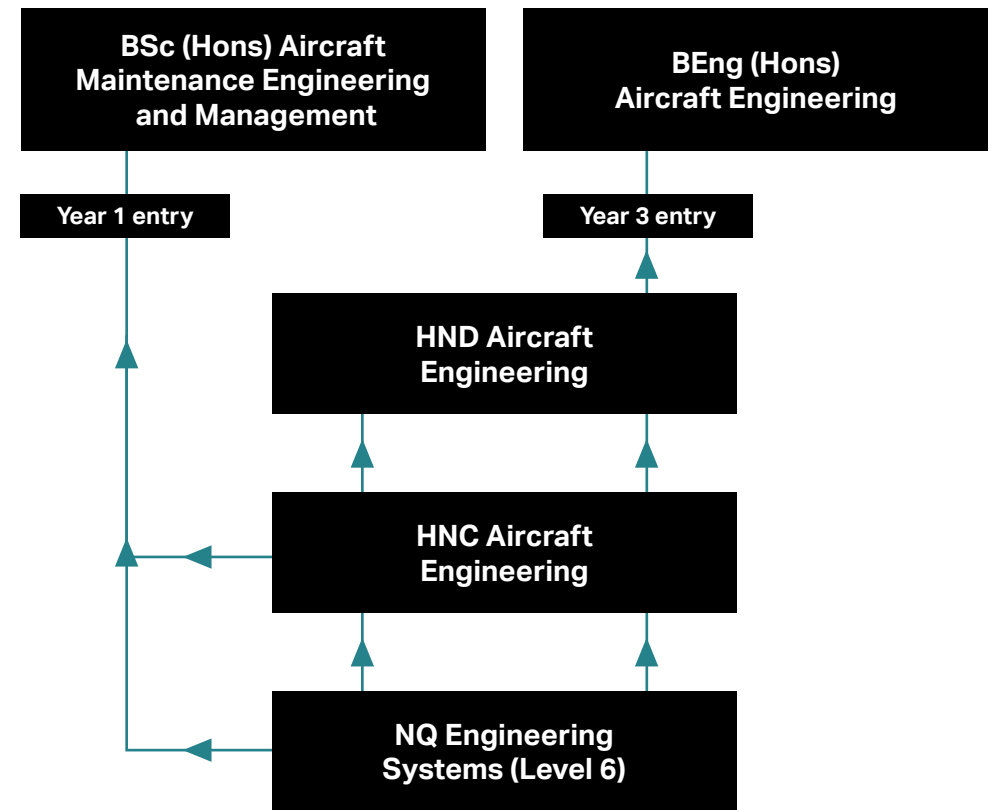 BSc (Hons) Aircraft
Maintenance Engineering
and Management
BEng (Hons)
Aircraft Engineering
Year 1 entry
Year 3 entry
HND Aircraft
Engineering
HNC Aircraft
Engineering
NQ Engineering
Systems (Level 6)